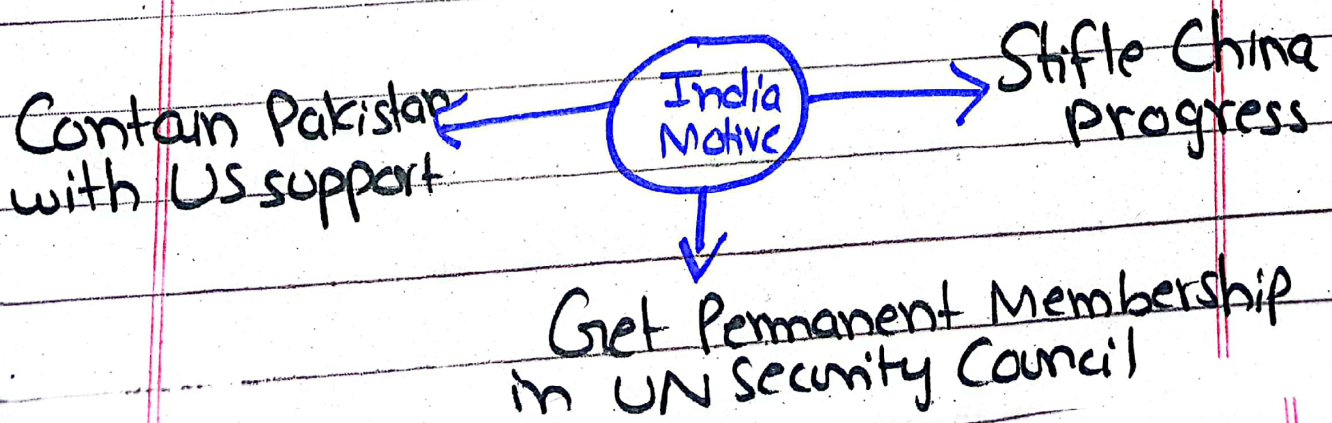 India
Motive
Contain Pakistan
with US support
Stifle China
progress
Get Permanent Membership
in UN Security Council